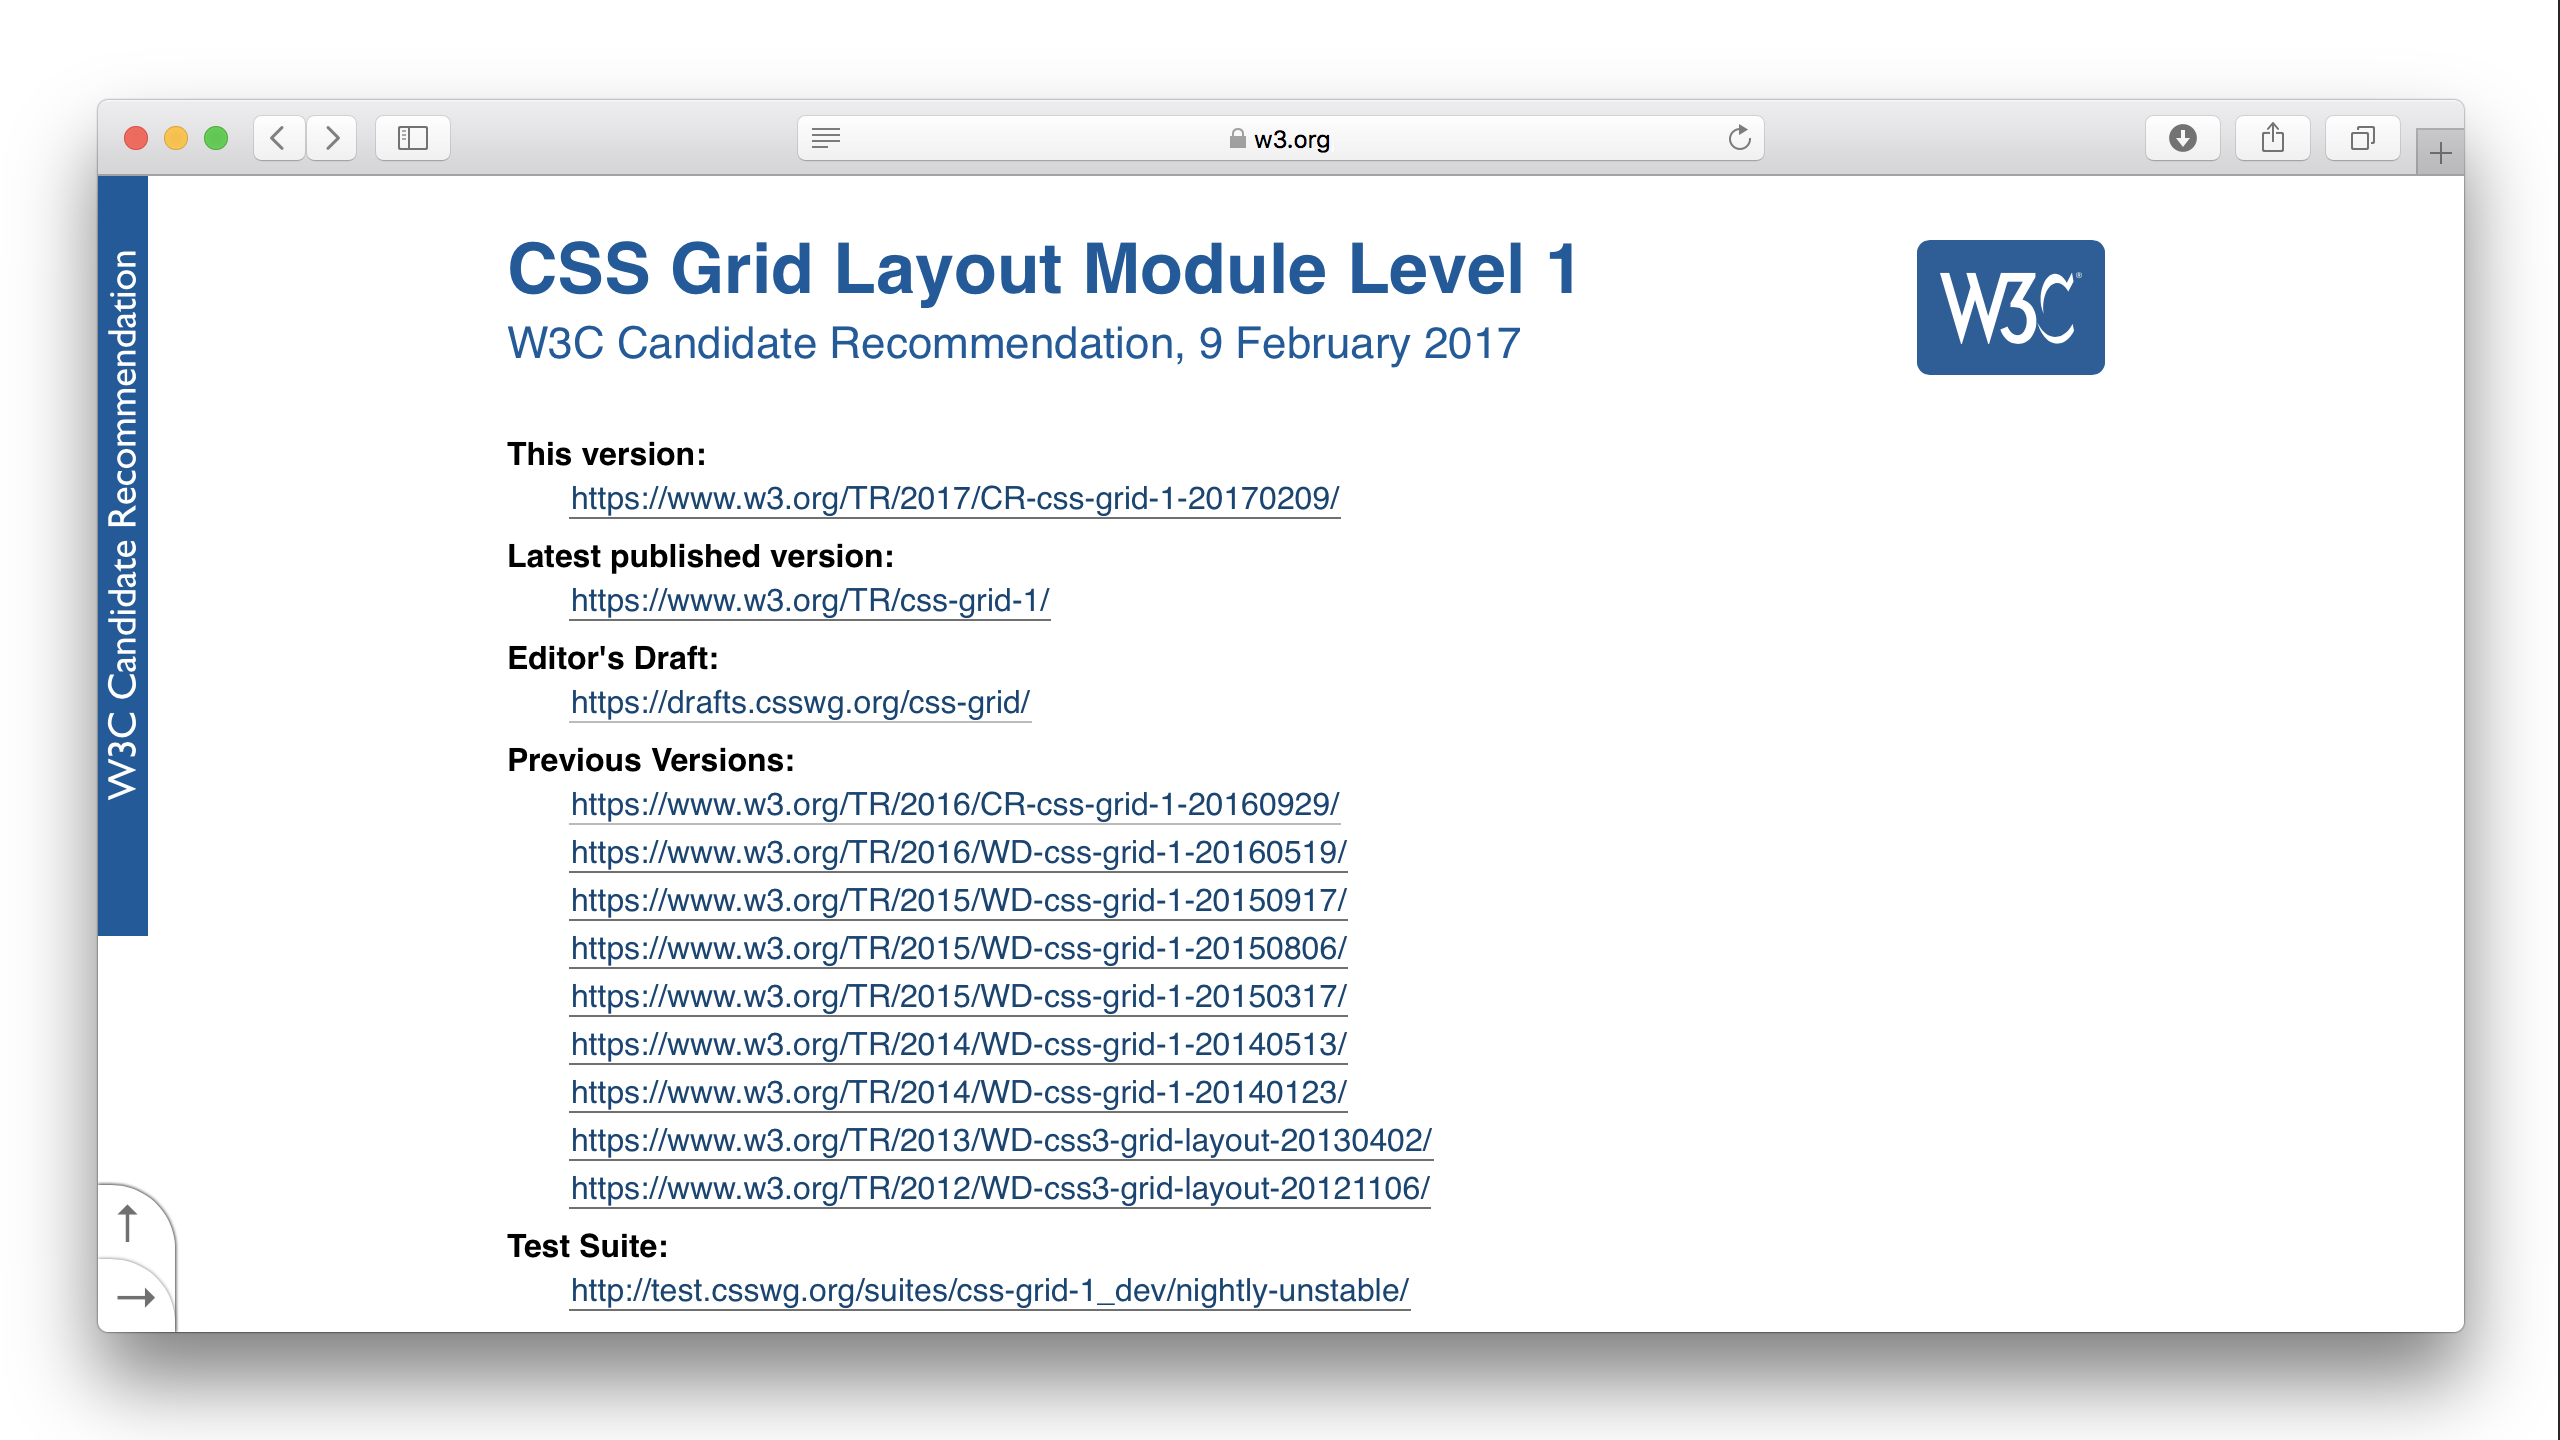 w3.org
W3C Candidate Recommendation
CSS Grid Layout Module Level 1
W3C®
W3C Candidate Recommendation, 9 February 2017
This version:
https://www.w3.org/TR/2017/CR-css-grid-1-20170209/
Latest published version:
https://www.w3.org/TR/css-grid-1/
Editor's Draft:
https://drafts.csswg.org/css-grid/
Previous Versions:
https://www.w3.org/TR/2016/CR-css-grid-1-20160929/
https://www.w3.org/TR/2016/WD-css-grid-1-20160519/
https://www.w3.org/TR/2015/WD-css-grid-1-20150917/
https://www.w3.org/TR/2015/WD-css-grid-1-20150806/
https://www.w3.org/TR/2015/WD-css-grid-1-20150317/
https://www.w3.org/TR/2014/WD-css-grid-1-20140513/
https://www.w3.org/TR/2014/WD-css-grid-1-20140123/
https://www.w3.org/TR/2013/WD-css3-grid-layout-20130402/
https://www.w3.org/TR/2012/WD-css3-grid-layout-20121106/
Test Suite:
http://test.csswg.org/suites/css-grid-1_dev/nightly-unstable/